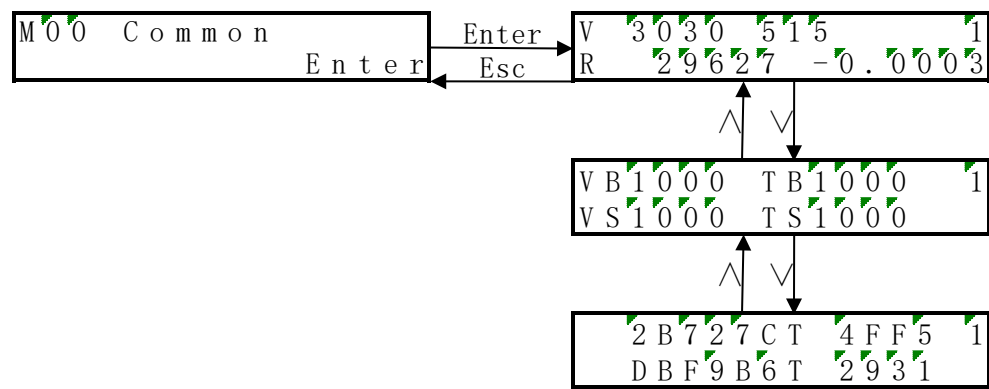 M00 Common
Enter
Enter
Esc
V 3030 515 1
R 29627 -0.0003
∧ ∨
VB1000 TB1000 1
VS1000 TS1000
∧ ∨
2B727CT 4FF5 1
DBF9B6T 2931